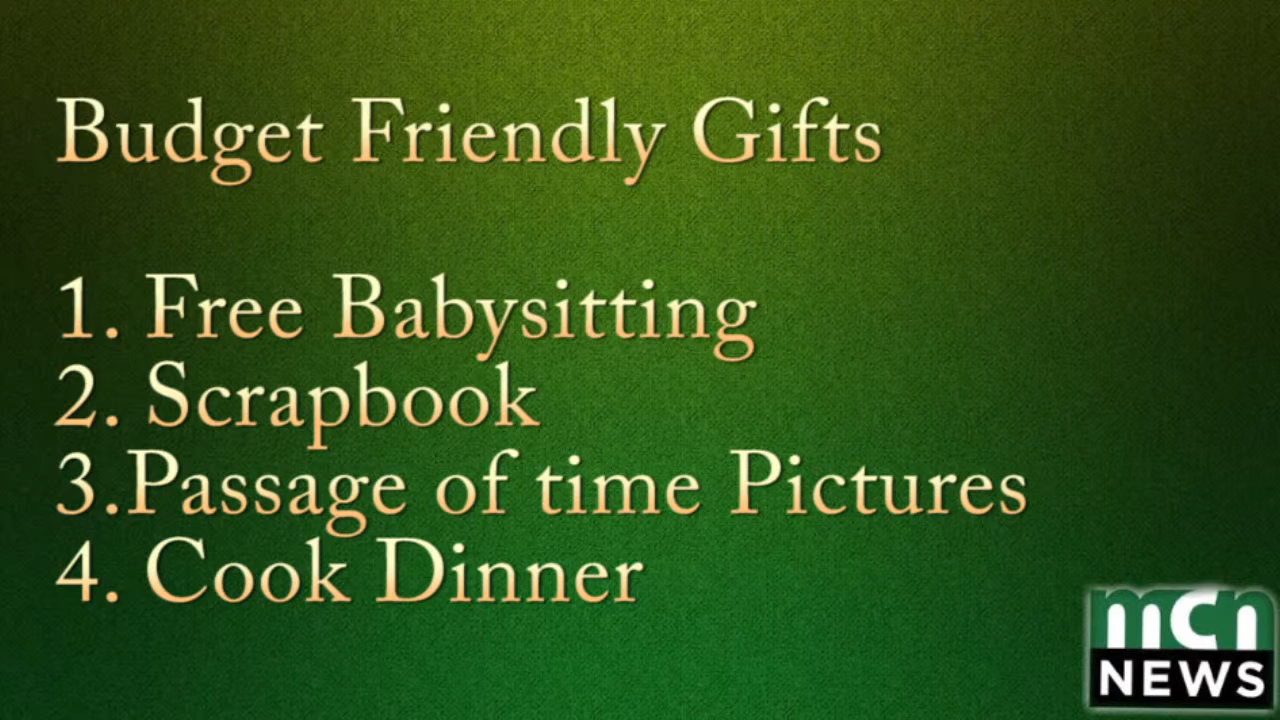 Budget Friendly Gifts
1. Free Babysitting
2. Scrapbook
3.Passage of time Pictures
4. Cook Dinner
mcn
NEWS